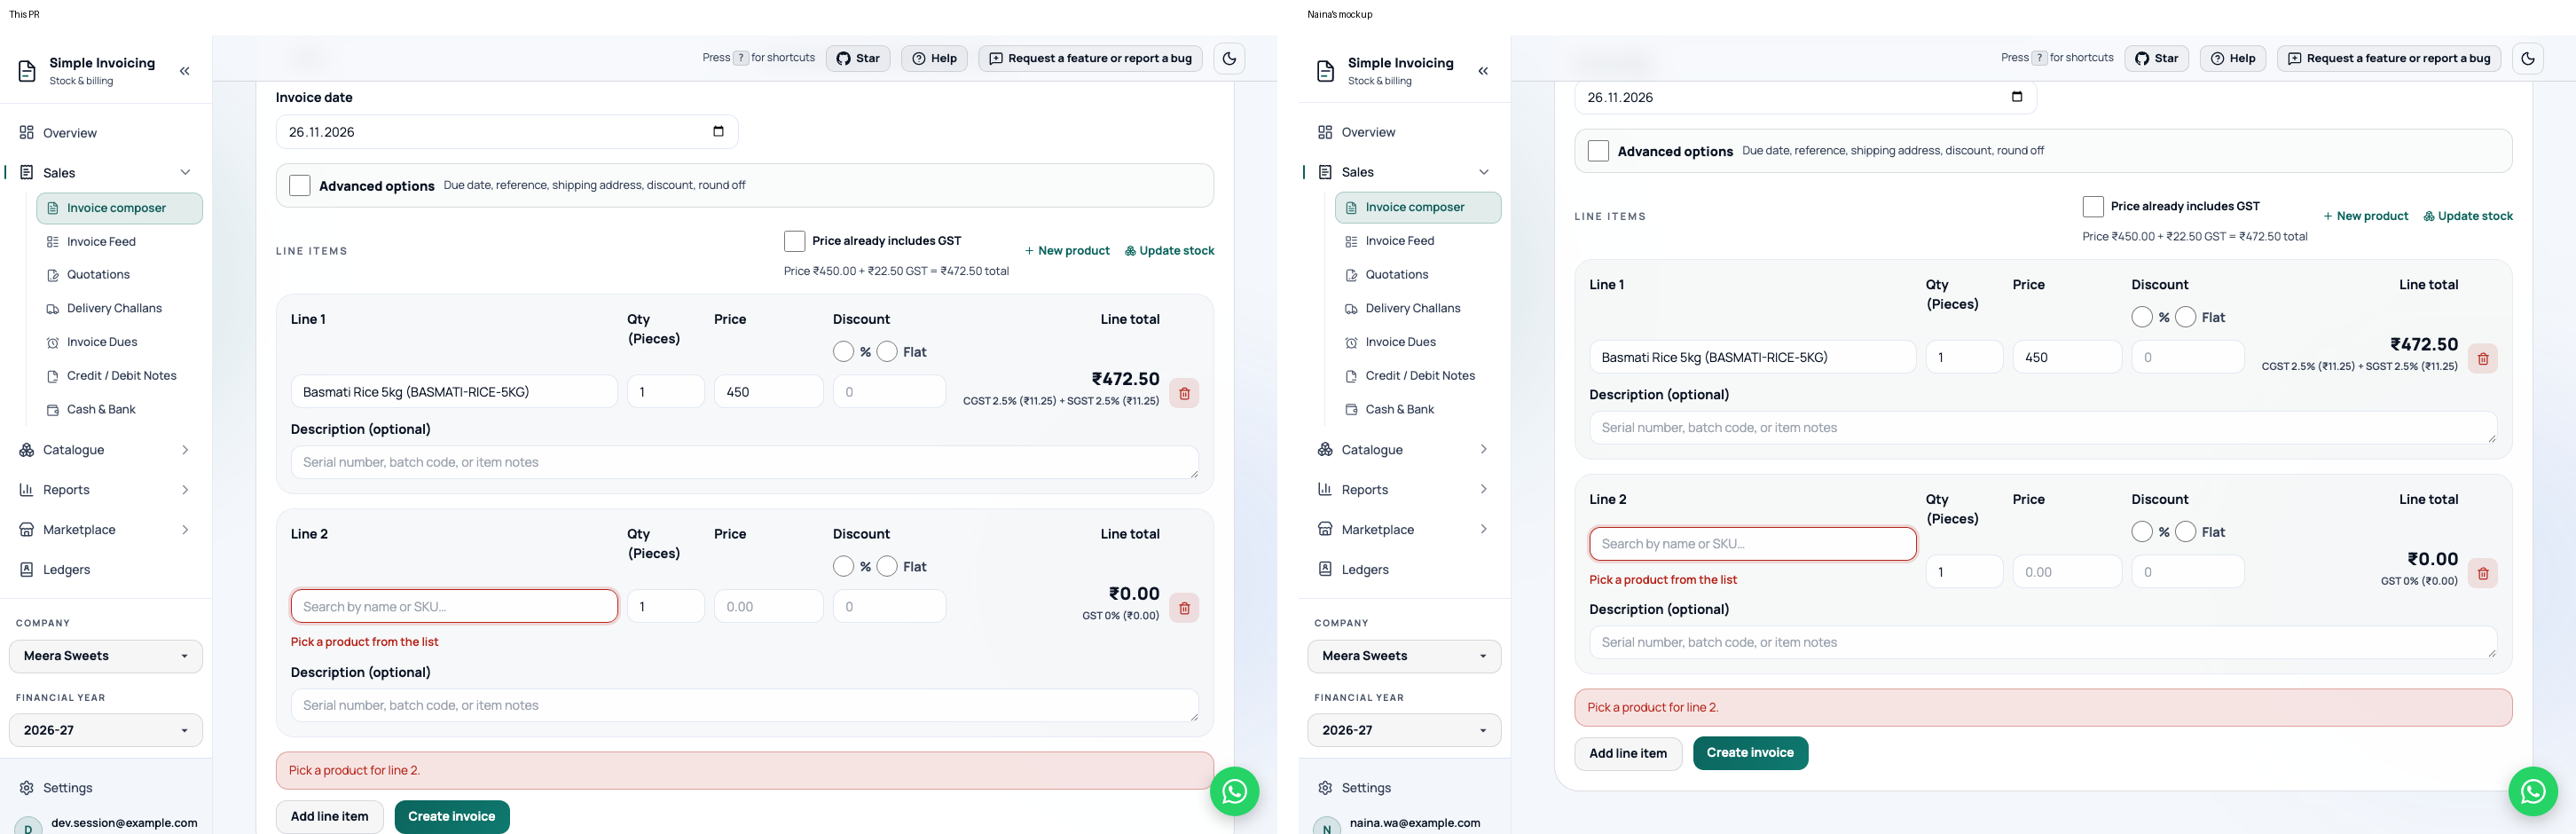 This PR
Simple Invoicing
Stock & billing
Press ? for shortcuts
Star
Help
Request a feature or report a bug
Overview
Sales
Invoice composer
Invoice Feed
Quotations
Delivery Challans
Invoice Dues
Credit / Debit Notes
Cash & Bank
Catalogue
Reports
Marketplace
Ledgers
COMPANY
Meera Sweets
FINANCIAL YEAR
2026-27
Settings
D
dev.session@example.com
Invoice date
26.11.2026
Advanced options Due date, reference, shipping address, discount, round off
LINE ITEMS
Price already includes GST
Price ₹450.00 + ₹22.50 GST = ₹472.50 total
+ New product
Update stock
Line 1
Qty (Pieces)
Price
Discount
Line total
% Flat
Basmati Rice 5kg (BASMATI-RICE-5KG)
1
450
0
₹472.50
CGST 2.5% (₹11.25) + SGST 2.5% (₹11.25)
Description (optional)
Serial number, batch code, or item notes
Line 2
Qty (Pieces)
Price
Discount
Line total
% Flat
Search by name or SKU...
1
0.00
0
₹0.00
GST 0% (₹0.00)
Pick a product from the list
Description (optional)
Serial number, batch code, or item notes
Pick a product for line 2.
Add line item
Create invoice
Naina's mockup
Simple Invoicing
Stock & billing
Press ? for shortcuts
Star
Help
Request a feature or report a bug
Overview
Sales
Invoice composer
Invoice Feed
Quotations
Delivery Challans
Invoice Dues
Credit / Debit Notes
Cash & Bank
Catalogue
Reports
Marketplace
Ledgers
COMPANY
Meera Sweets
FINANCIAL YEAR
2026-27
Settings
N
naina.wa@example.com
26.11.2026
Advanced options Due date, reference, shipping address, discount, round off
LINE ITEMS
Price already includes GST
Price ₹450.00 + ₹22.50 GST = ₹472.50 total
+ New product
Update stock
Line 1
Qty (Pieces)
Price
Discount
Line total
% Flat
Basmati Rice 5kg (BASMATI-RICE-5KG)
1
450
0
₹472.50
CGST 2.5% (₹11.25) + SGST 2.5% (₹11.25)
Description (optional)
Serial number, batch code, or item notes
Line 2
Qty (Pieces)
Price
Discount
Line total
% Flat
Search by name or SKU...
Pick a product from the list
1
0.00
0
₹0.00
GST 0% (₹0.00)
Description (optional)
Serial number, batch code, or item notes
Pick a product for line 2.
Add line item
Create invoice